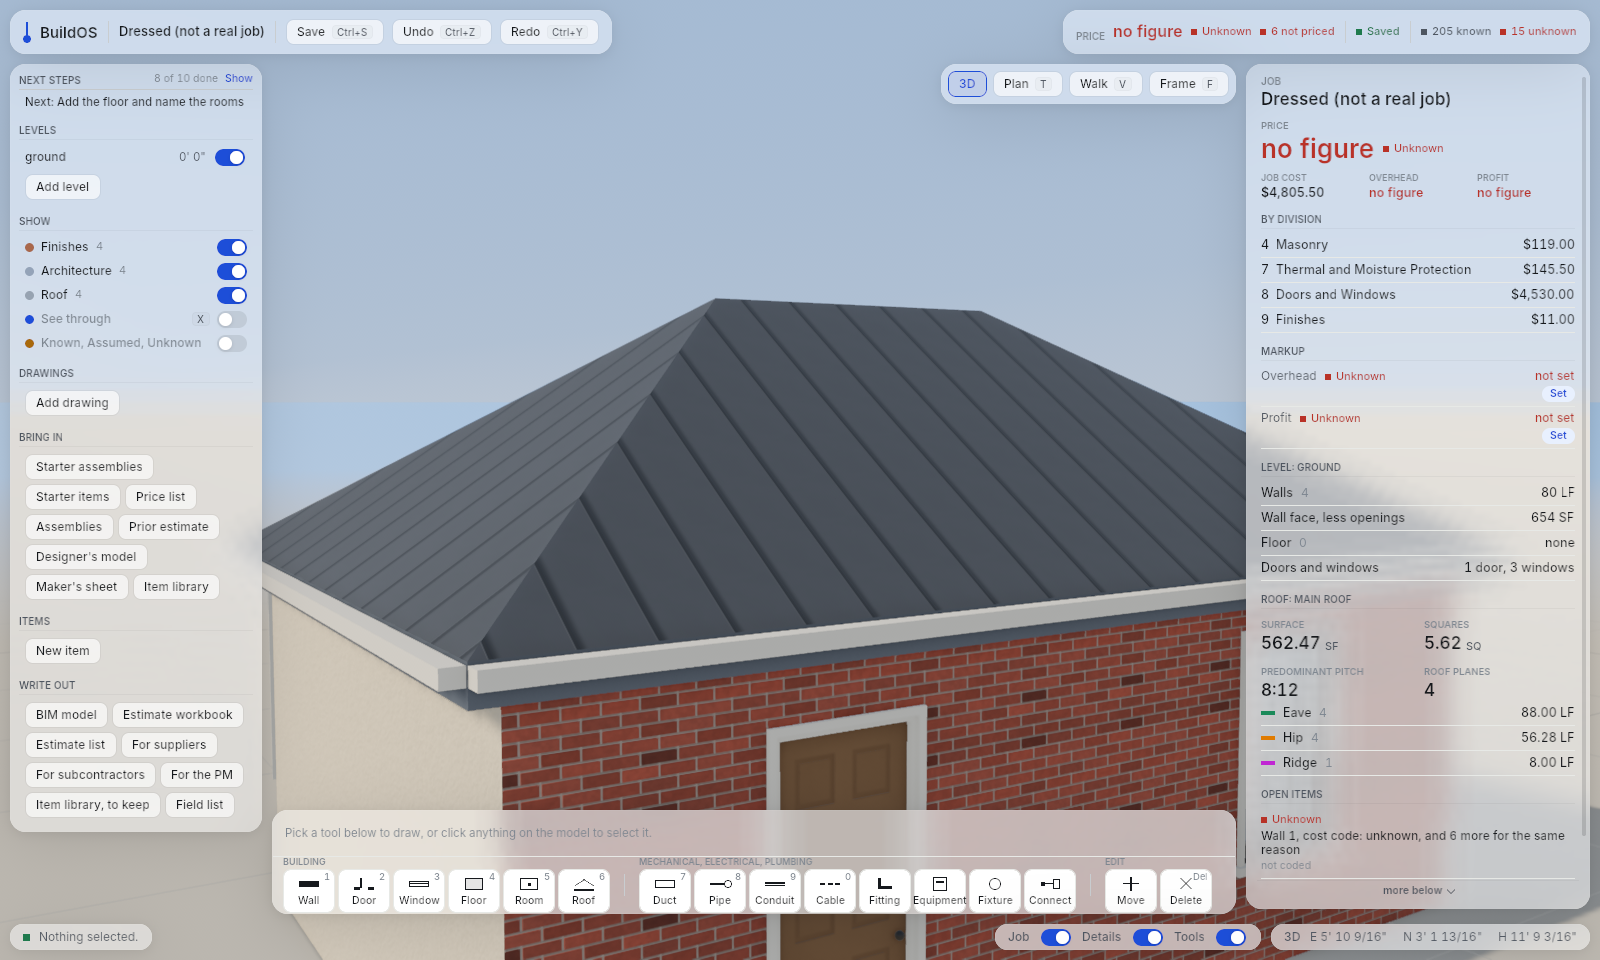 BuildOS
Dressed (not a real job)
Save Ctrl+S
Undo Ctrl+Z
Redo Ctrl+Y
PRICE no figure Unknown 6 not priced Saved 205 known 15 unknown
3D
Plan T
Walk V
Frame F
NEXT STEPS 8 of 10 done Show
Next: Add the floor and name the rooms
LEVELS
ground 0' 0"
Add level
SHOW
Finishes 4
Architecture 4
Roof 4
See through X
Known, Assumed, Unknown
DRAWINGS
Add drawing
BRING IN
Starter assemblies
Starter items Price list
Assemblies Prior estimate
Designer's model
Maker's sheet Item library
ITEMS
New item
WRITE OUT
BIM model Estimate workbook
Estimate list For suppliers
For subcontractors For the PM
Item library, to keep Field list
Nothing selected.
Pick a tool below to draw, or click anything on the model to select it.
BUILDING
Wall 1
Door 2
Window 3
Floor 4
Room 5
Roof 6
MECHANICAL, ELECTRICAL, PLUMBING
Duct 7
Pipe 8
Conduit 9
Cable 0
Fitting
Equipment
Fixture
Connect
EDIT
Move
Delete Del
JOB
Dressed (not a real job)
PRICE
no figure Unknown
JOB COST OVERHEAD PROFIT
$4,805.50 no figure no figure
BY DIVISION
4 Masonry $119.00
7 Thermal and Moisture Protection $145.50
8 Doors and Windows $4,530.00
9 Finishes $11.00
MARKUP
Overhead Unknown not set
Set
Profit Unknown not set
Set
LEVEL: GROUND
Walls 4 80 LF
Wall face, less openings 654 SF
Floor 0 none
Doors and windows 1 door, 3 windows
ROOF: MAIN ROOF
SURFACE SQUARES
562.47 SF 5.62 SQ
PREDOMINANT PITCH ROOF PLANES
8:12 4
Eave 4 88.00 LF
Hip 4 56.28 LF
Ridge 1 8.00 LF
OPEN ITEMS
Unknown
Wall 1, cost code: unknown, and 6 more for the same
reason
not coded
more below
Job Details Tools
3D E 5' 10 9/16" N 3' 1 13/16" H 11' 9 3/16"